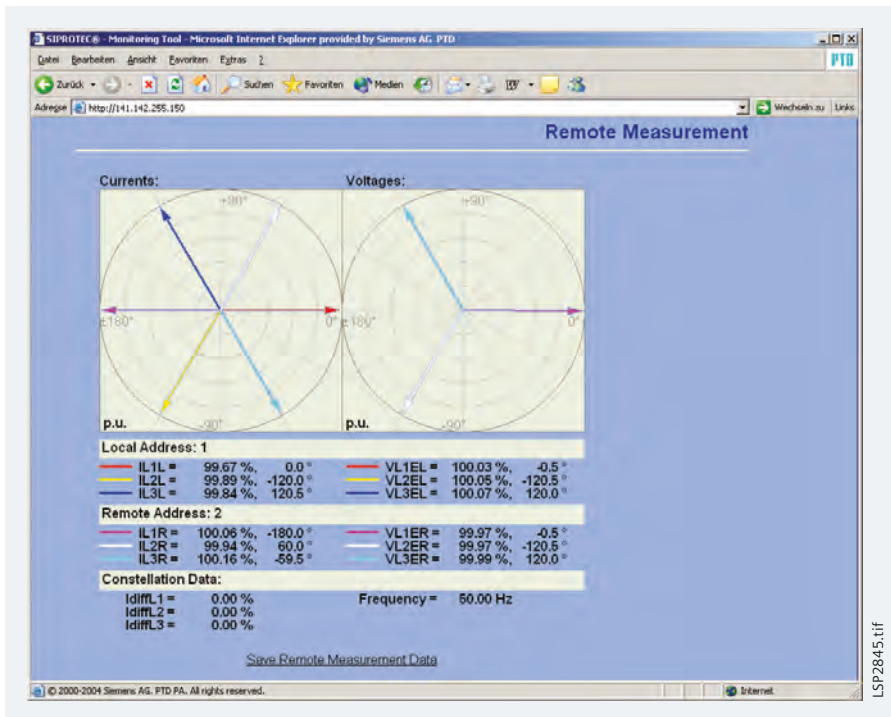 SIPROTEC® - Monitoring Tool - Microsoft Internet Explorer provided by Siemens AG PTD
Datei Bearbeiten Ansicht Favoriten Extras ?
PTD
Zurück Suchen Favoriten Medien
Adresse http://141.142.255.150 Wechseln zu Links
Remote Measurement
Currents: Voltages:
+90° +90°
±180° 0° ±180° 0°
p.u. -90° p.u. -90°
Local Address: 1
IL1L = 99.67 %, 0.0 ° VL1EL = 100.03 %, -0.5 °
IL2L = 99.89 %, -120.0 ° VL2EL = 100.05 %, -120.5 °
IL3L = 99.84 %, 120.5 ° VL3EL = 100.07 %, 120.0 °
Remote Address: 2
IL1R = 100.06 %, -180.0 ° VL1ER = 99.97 %, -0.5 °
IL2R = 99.94 %, 60.0 ° VL2ER = 99.97 %, -120.5 °
IL3R = 100.16 %, -59.5 ° VL3ER = 99.99 %, 120.0 °
Constellation Data:
IdiffL1 = 0.00 % Frequency = 50.00 Hz
IdiffL2 = 0.00 %
IdiffL3 = 0.00 %
Save Remote Measurement Data
© 2000-2004 Siemens AG. PTD PA. All rights reserved. Internet
LSP2845.tif